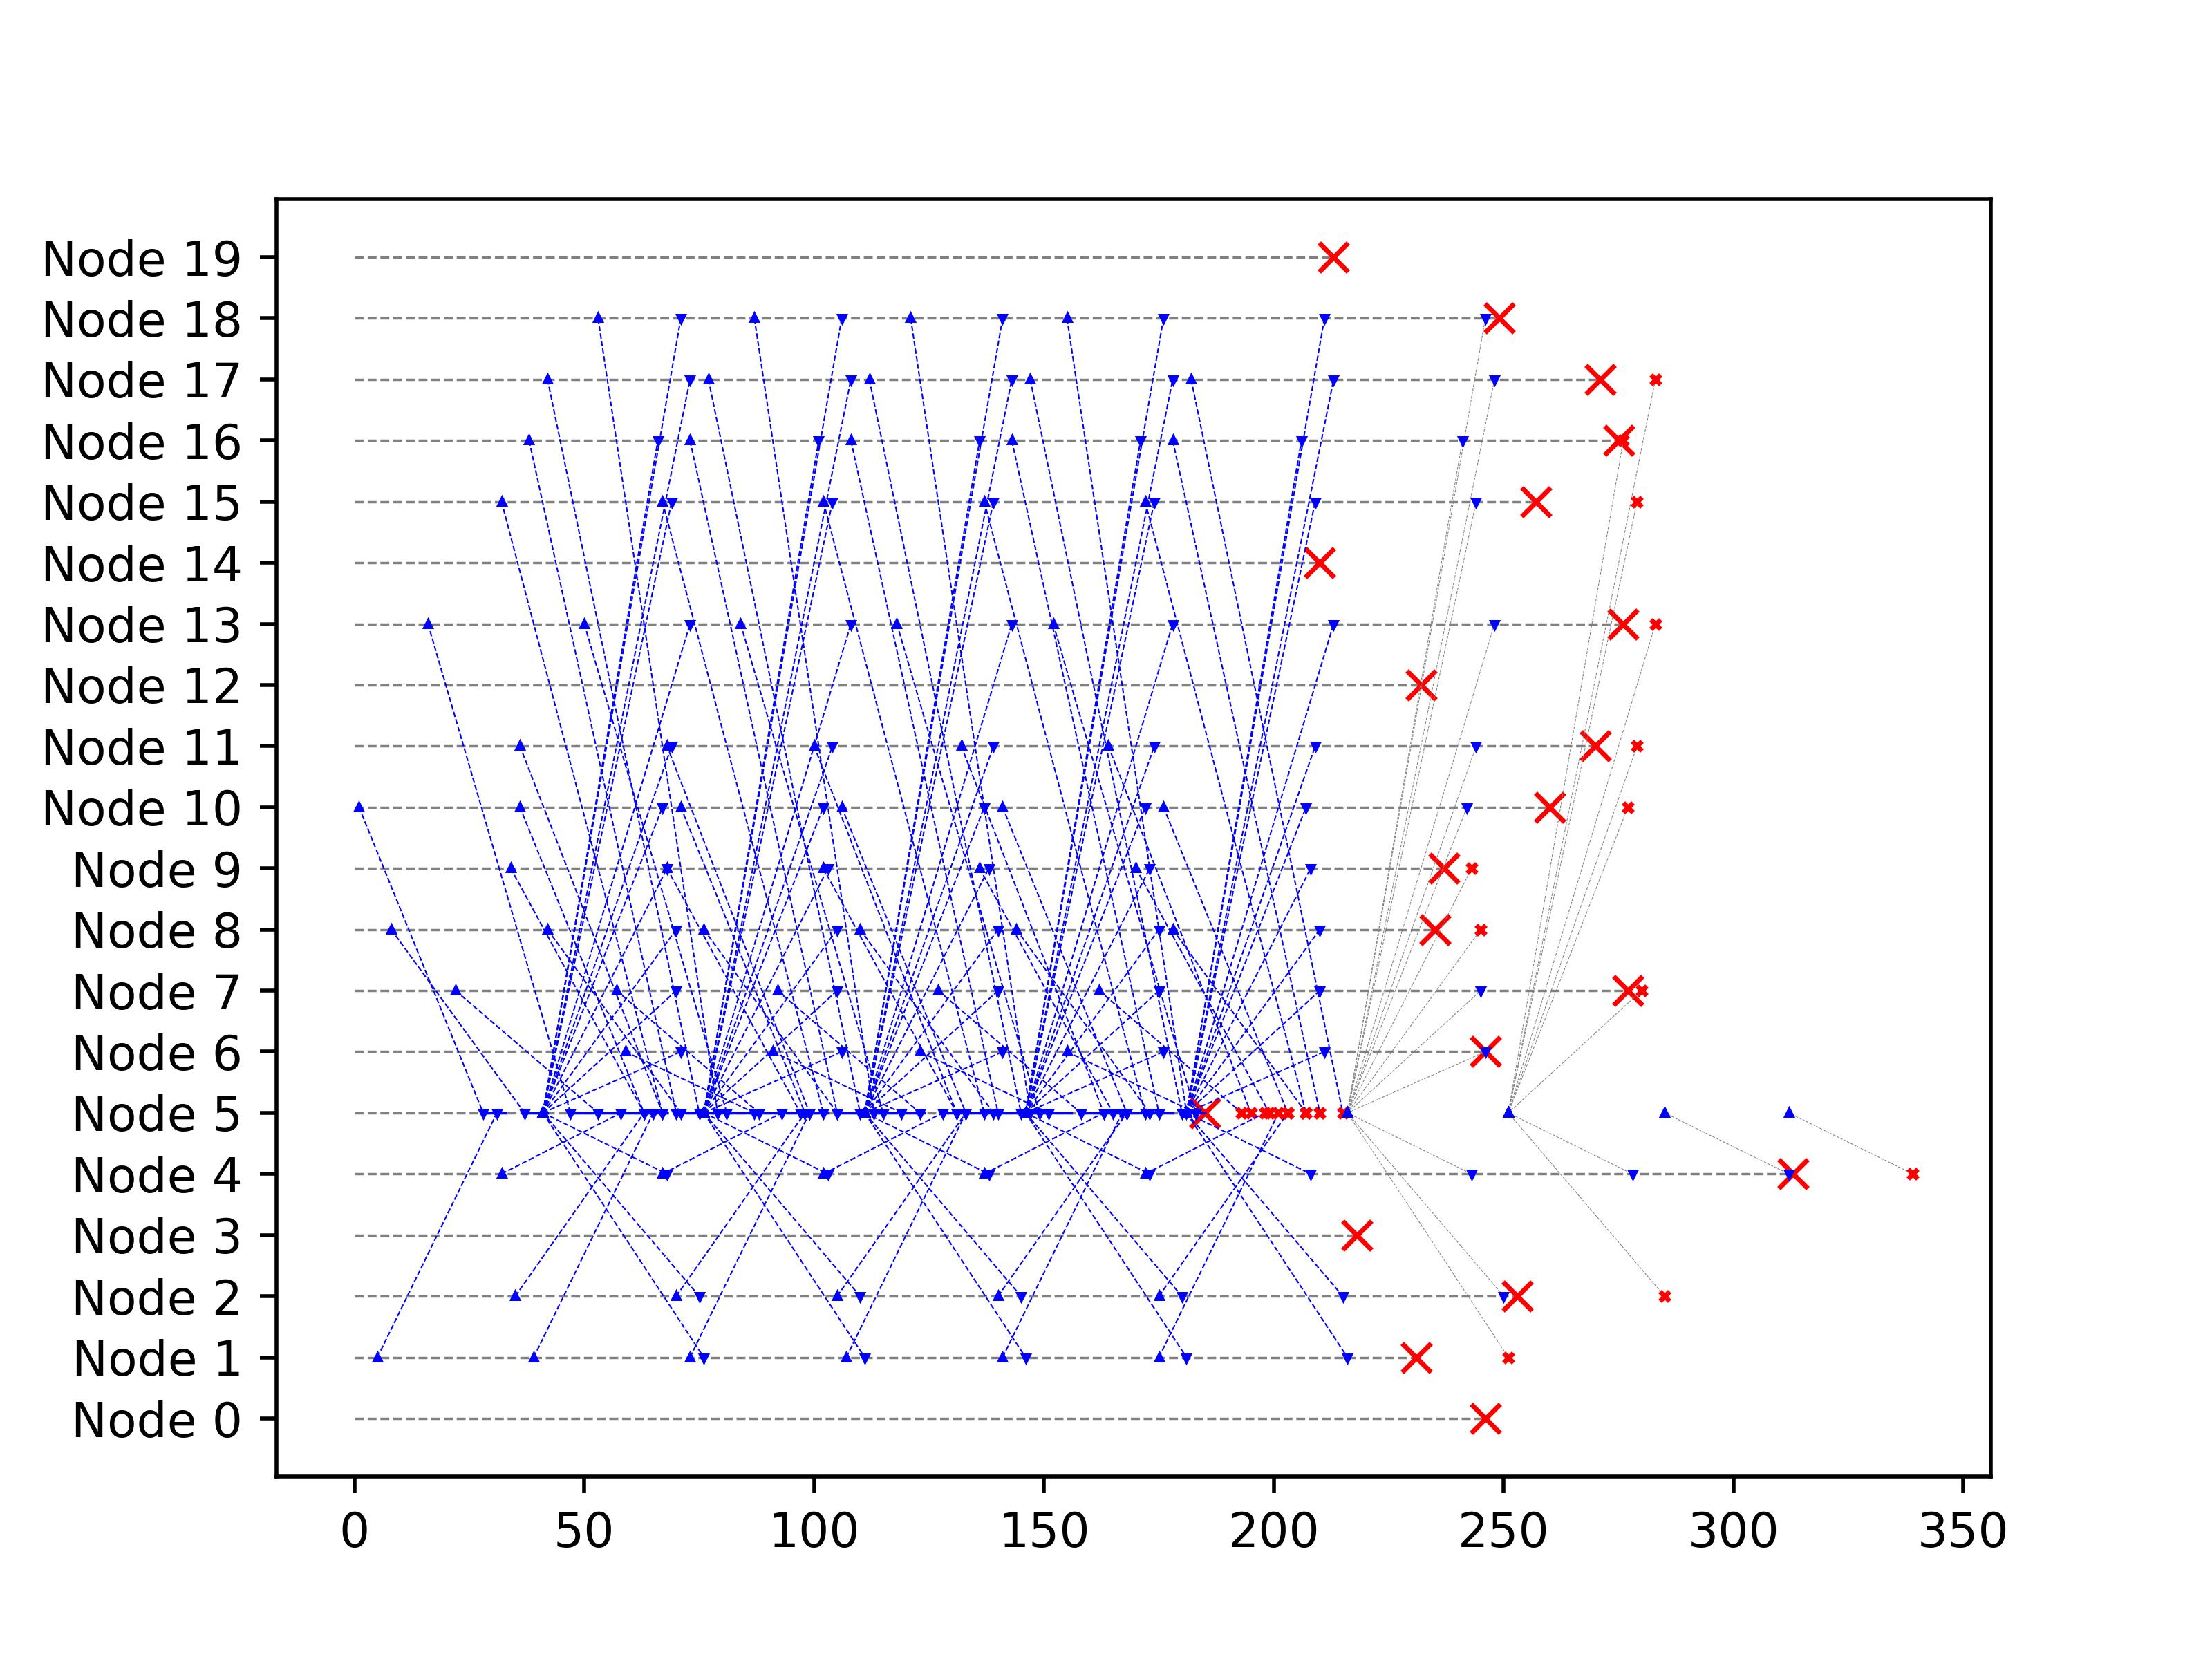 Node 19
Node 18
Node 17
Node 16
Node 15
Node 14
Node 13
Node 12
Node 11
Node 10
Node 9
Node 8
Node 7
Node 6
Node 5
Node 4
Node 3
Node 2
Node 1
Node 0
0 50 100 150 200 250 300 350